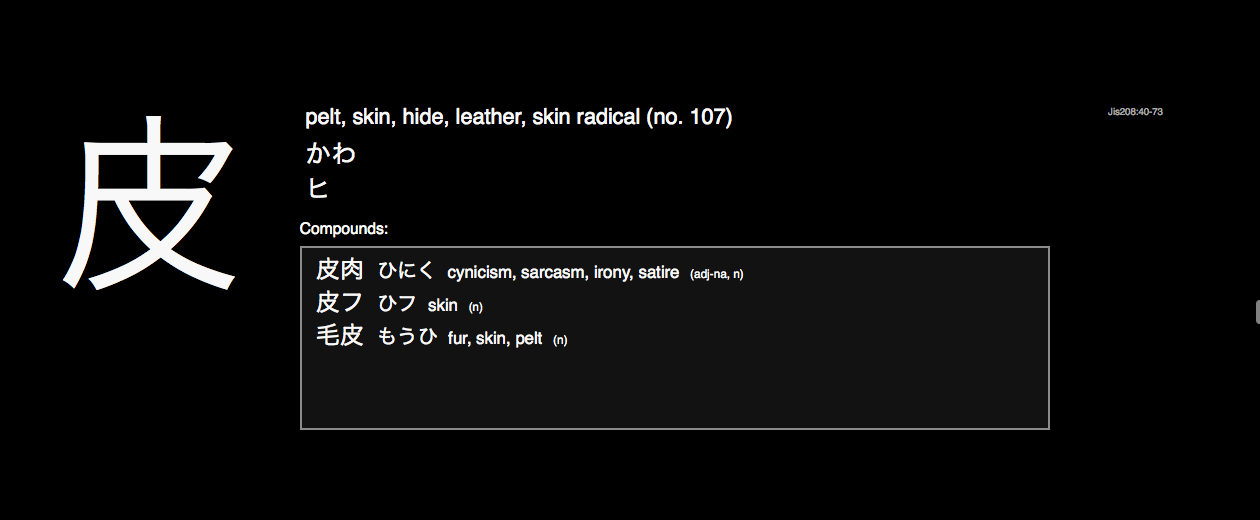 皮
pelt, skin, hide, leather, skin radical (no. 107)
Jis208:40-73
かわ
ヒ
Compounds:
皮肉 ひにく cynicism, sarcasm, irony, satire (adj-na, n)
皮フ ひフ skin (n)
毛皮 もうひ fur, skin, pelt (n)